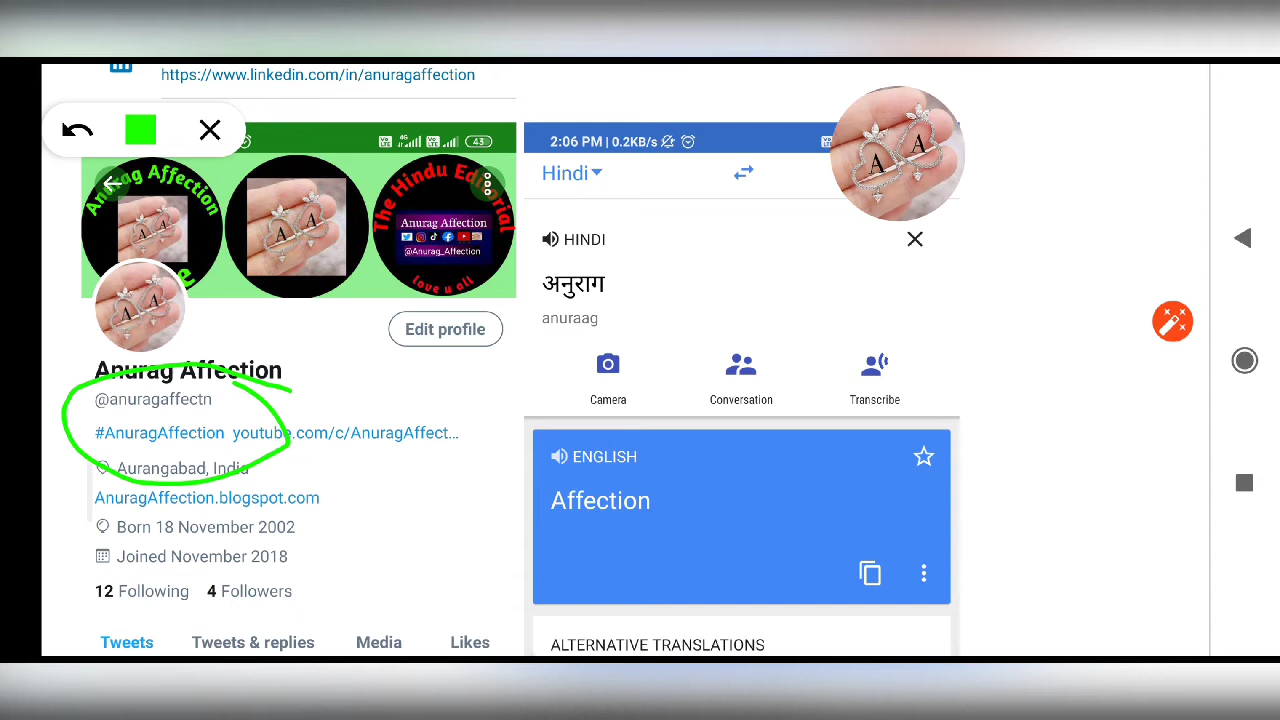 https://www.linkedin.com/in/anuragaffection
4G
43
Anurag Affection
A A
The Hindu Editorial
Anurag Affection
@Anurag_Affection
love u all
Edit profile
Anurag Affection
@anuragaffectn
#AnuragAffection youtube.com/c/AnuragAffect...
Aurangabad, India
AnuragAffection.blogspot.com
Born 18 November 2002
Joined November 2018
12 Following 4 Followers
Tweets Tweets & replies Media Likes
2:06 PM | 0.2KB/s
Hindi
A A
HINDI
अनुराग
anuraag
Camera Conversation Transcribe
ENGLISH
Affection
ALTERNATIVE TRANSLATIONS